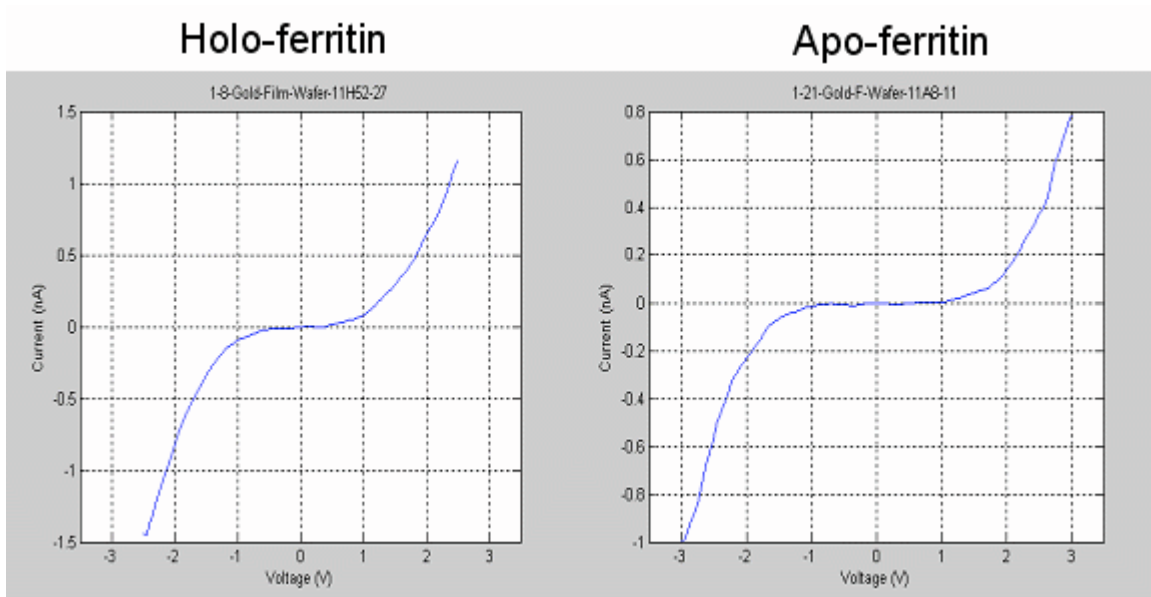 Holo-ferritin
1-8-Gold-Film-Wafer-11H52-27
1.5
1
0.5
0
-0.5
-1
-1.5
Current (nA)
-3 -2 -1 0 1 2 3
Voltage (V)
Apo-ferritin
1-21-Gold-F-Wafer-11A8-11
0.8
0.6
0.4
0.2
0
-0.2
-0.4
-0.6
-0.8
-1
Current (nA)
-3 -2 -1 0 1 2 3
Voltage (V)